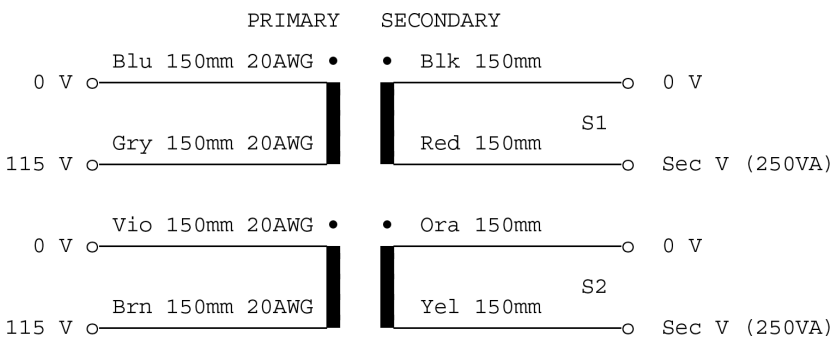 PRIMARY SECONDARY
Blu 150mm 20AWG Blk 150mm
0 V 0 V
S1
Gry 150mm 20AWG Red 150mm
115 V Sec V (250VA)
Vio 150mm 20AWG Ora 150mm
0 V 0 V
S2
Brn 150mm 20AWG Yel 150mm
115 V Sec V (250VA)